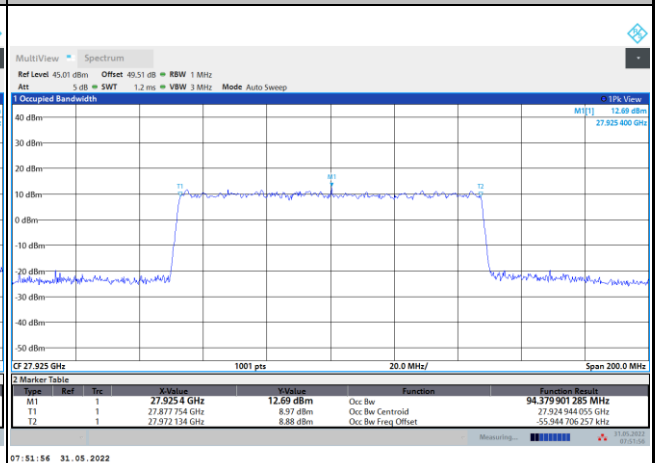 MultiView Spectrum
Ref Level 45.01 dBm Offset 49.51 dB RBW 1 MHz
Att 5 dB SWT 1.2 ms VBW 3 MHz Mode Auto Sweep
1 Occupied Bandwidth 1Pk View
M1[1] 12.69 dBm
27.925 400 GHz
40 dBm
30 dBm
20 dBm
M1
T1 T2
10 dBm
0 dBm
-10 dBm
-20 dBm
-30 dBm
-40 dBm
-50 dBm
CF 27.925 GHz 1001 pts 20.0 MHz/ Span 200.0 MHz
2 Marker Table
Type Ref Trc X-Value Y-Value Function Function Result
M1 1 27.925 4 GHz 12.69 dBm Occ Bw 94.379 901 285 MHz
T1 1 27.877 754 GHz 8.97 dBm Occ Bw Centroid 27.924 944 055 GHz
T2 1 27.972 134 GHz 8.88 dBm Occ Bw Freq Offset -55.944 706 257 kHz
Measuring... 31.05.2022
07:51:56
07:51:56 31.05.2022